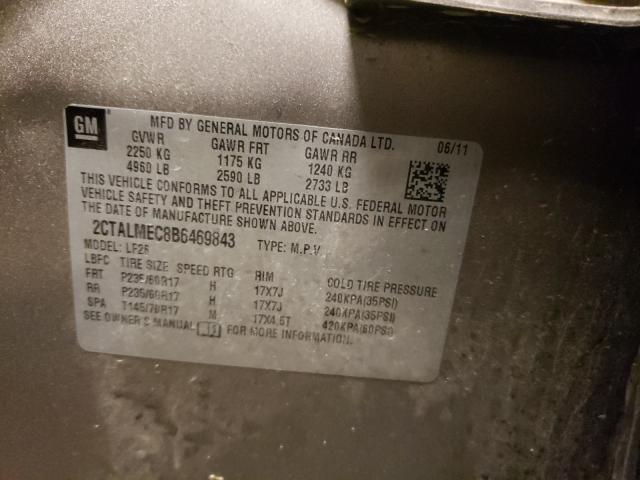 GM
MFD BY GENERAL MOTORS OF CANADA LTD. 06/11
GVWR GAWR FRT GAWR RR
2250 KG 1175 KG 1240 KG
4960 LB 2590 LB 2733 LB
THIS VEHICLE CONFORMS TO ALL APPLICABLE U.S. FEDERAL MOTOR
VEHICLE SAFETY AND THEFT PREVENTION STANDARDS IN EFFECT ON
THE DATE OF MANUFACTURE SHOWN ABOVE.
2CTALMEC8B6469843 TYPE: M.P.V
MODEL: LF26
LBFC TIRE SIZE SPEED RTG RIM COLD TIRE PRESSURE
FRT P235/60R17 H 17X7J 240KPA(35PSI)
RR P235/60R17 H 17X7J 240KPA(35PSI)
SPA T145/70R17 M 17X4.5T 420KPA(60PSI)
SEE OWNER'S MANUAL FOR MORE INFORMATION.